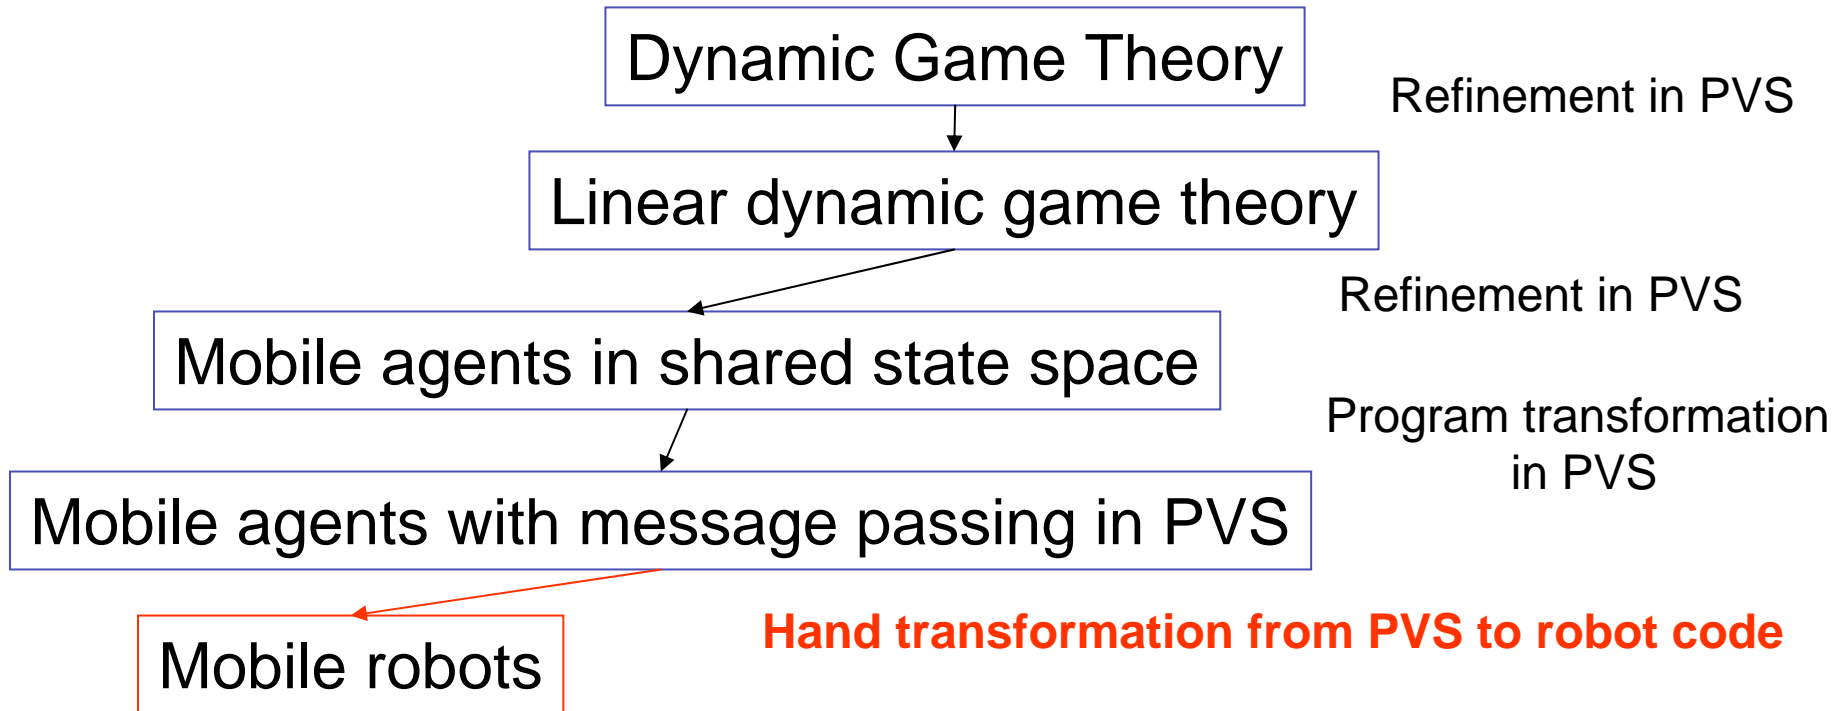 Dynamic Game Theory
Refinement in PVS
Linear dynamic game theory
Refinement in PVS
Mobile agents in shared state space
Program transformation
in PVS
Mobile agents with message passing in PVS
Hand transformation from PVS to robot code
Mobile robots